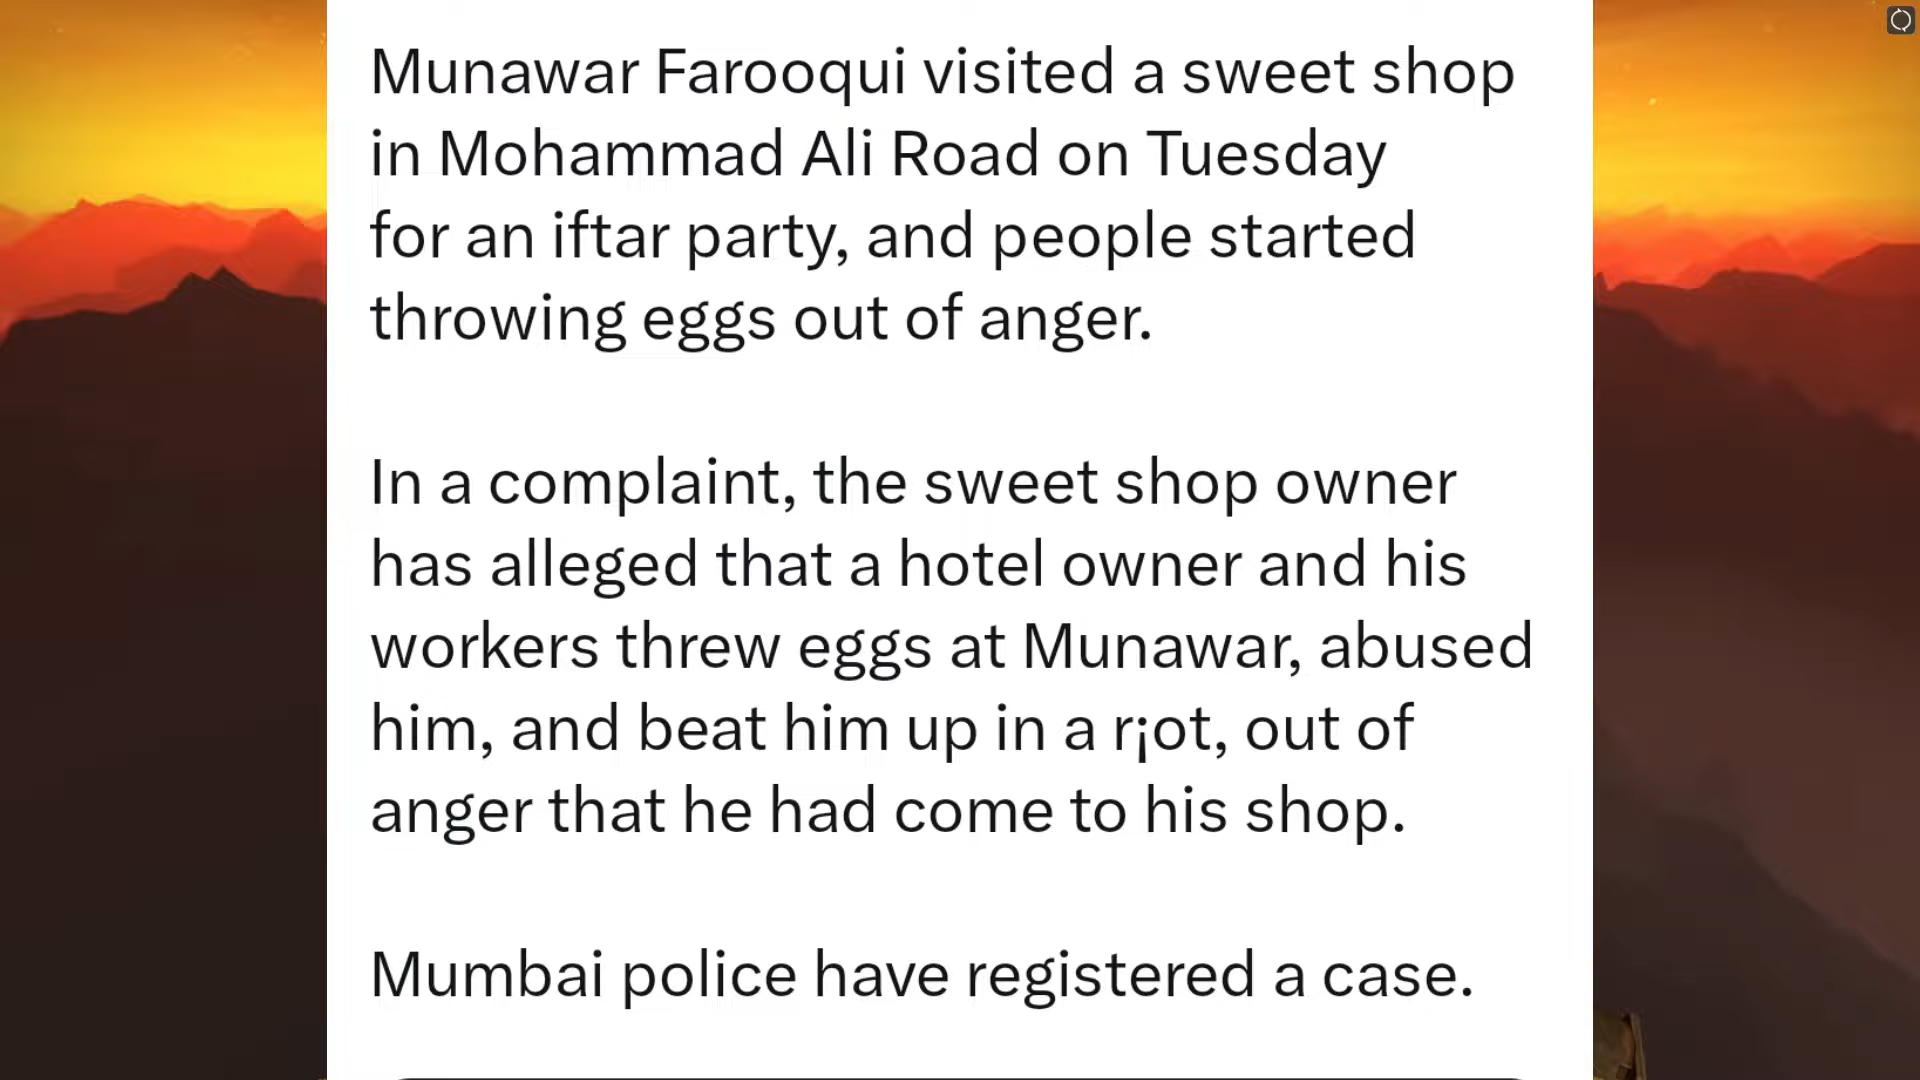 Munawar Farooqui visited a sweet shop
in Mohammad Ali Road on Tuesday
for an iftar party, and people started
throwing eggs out of anger.
In a complaint, the sweet shop owner
has alleged that a hotel owner and his
workers threw eggs at Munawar, abused
him, and beat him up in a r¡ot, out of
anger that he had come to his shop.
Mumbai police have registered a case.